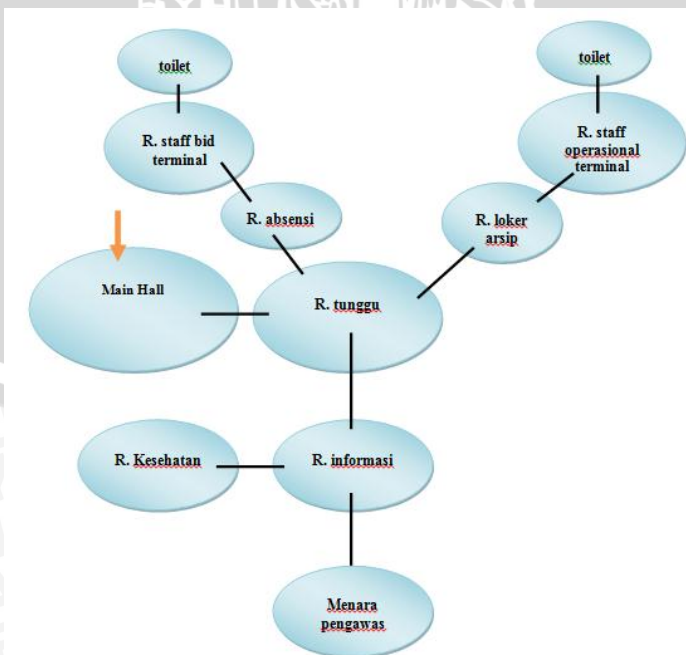 toilet
toilet
R. staff bid
terminal
R. staff
operasional
terminal
R. absensi
R. loker
arsip
Main Hall
R. tunggu
R. Kesehatan
R. informasi
Menara
pengawas